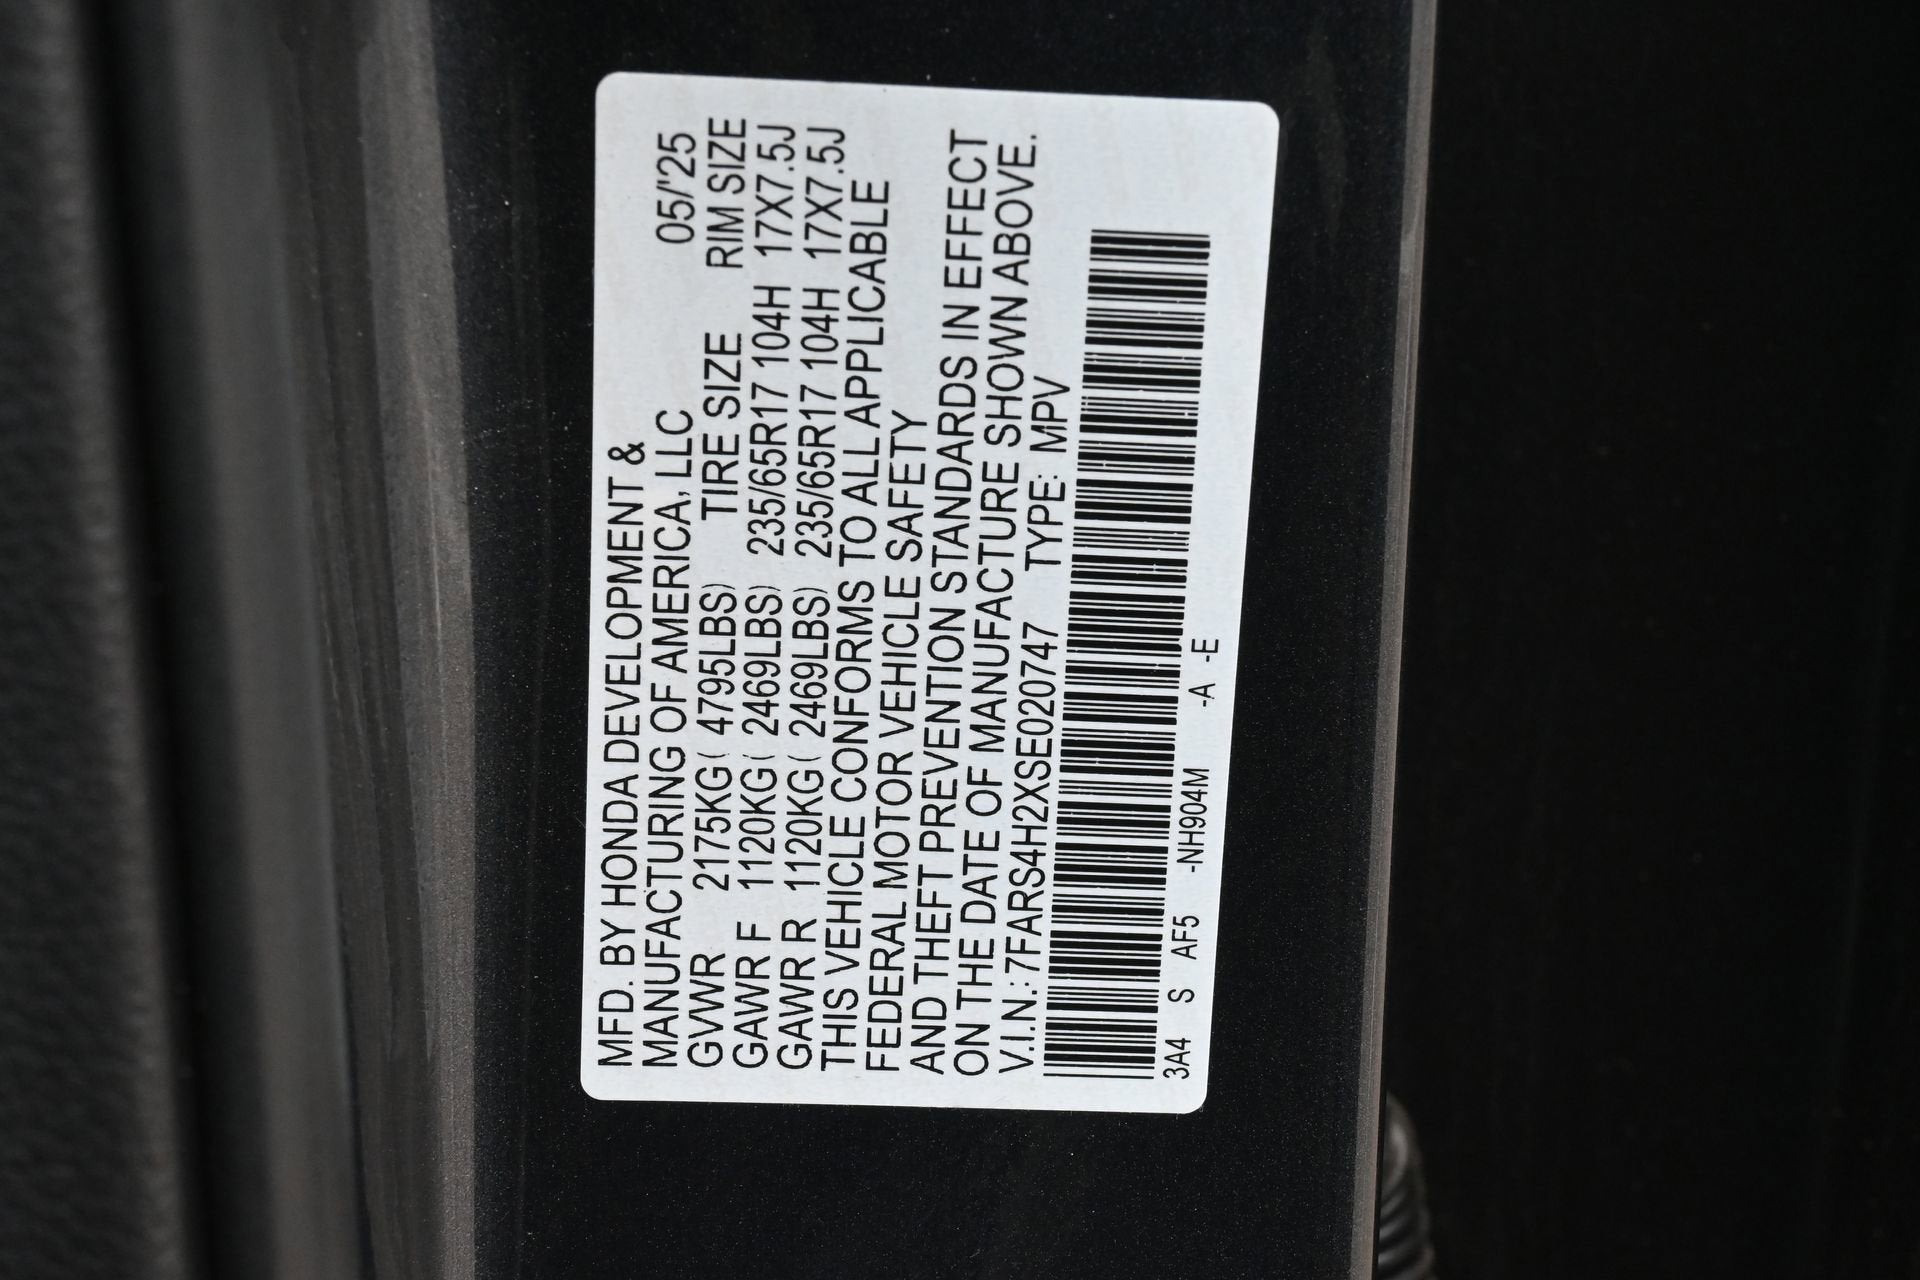 MFD. BY HONDA DEVELOPMENT &
MANUFACTURING OF AMERICA, LLC 05/'25
GVWR 2175KG( 4795LBS) TIRE SIZE RIM SIZE
GAWR F 1120KG( 2469LBS) 235/65R17 104H 17X7.5J
GAWR R 1120KG( 2469LBS) 235/65R17 104H 17X7.5J
THIS VEHICLE CONFORMS TO ALL APPLICABLE
FEDERAL MOTOR VEHICLE SAFETY
AND THEFT PREVENTION STANDARDS IN EFFECT
ON THE DATE OF MANUFACTURE SHOWN ABOVE.
V.I.N.: 7FARS4H2XSE020747 TYPE: MPV
3A4 S AF5 -NH904M -A -E